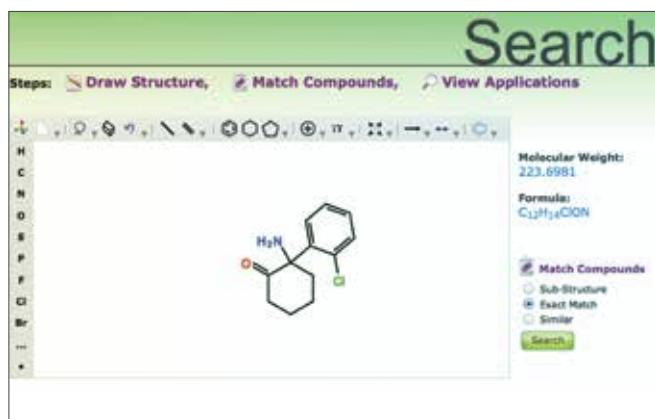 Search
Steps: Draw Structure, Match Compounds, View Applications
H
C
N
O
S
P
F
Cl
Br
...
*
H₂N
O
Cl
Molecular Weight:
223.6981
Formula:
C₁₂H₁₄ClON
Match Compounds
Sub-Structure
Exact Match
Similar
Search